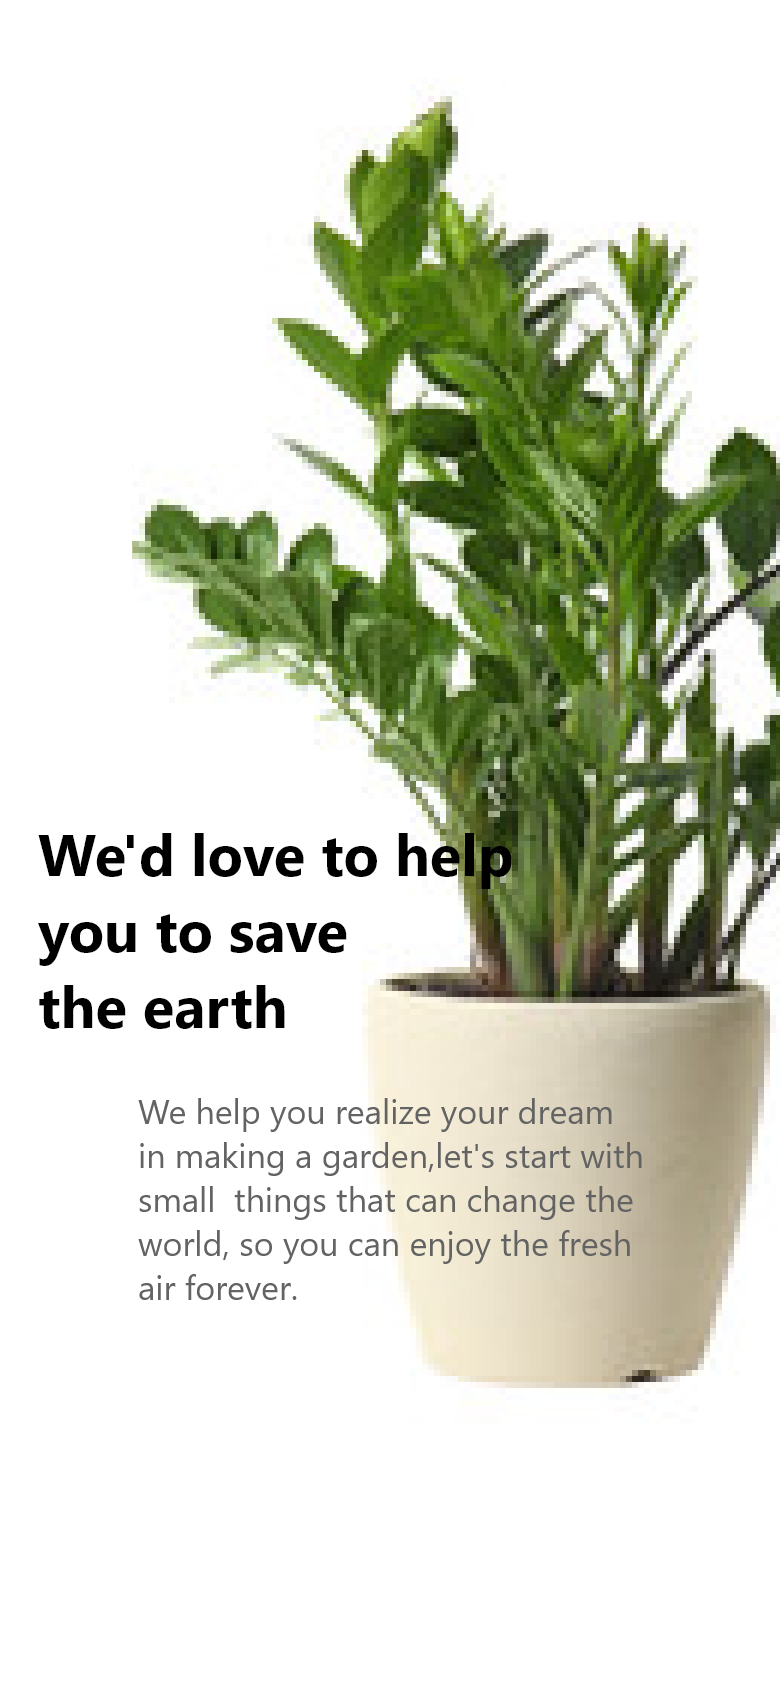 We'd love to help
you to save
the earth
We help you realize your dream
in making a garden,let's start with
small  things that can change the
world, so you can enjoy the fresh
air forever.